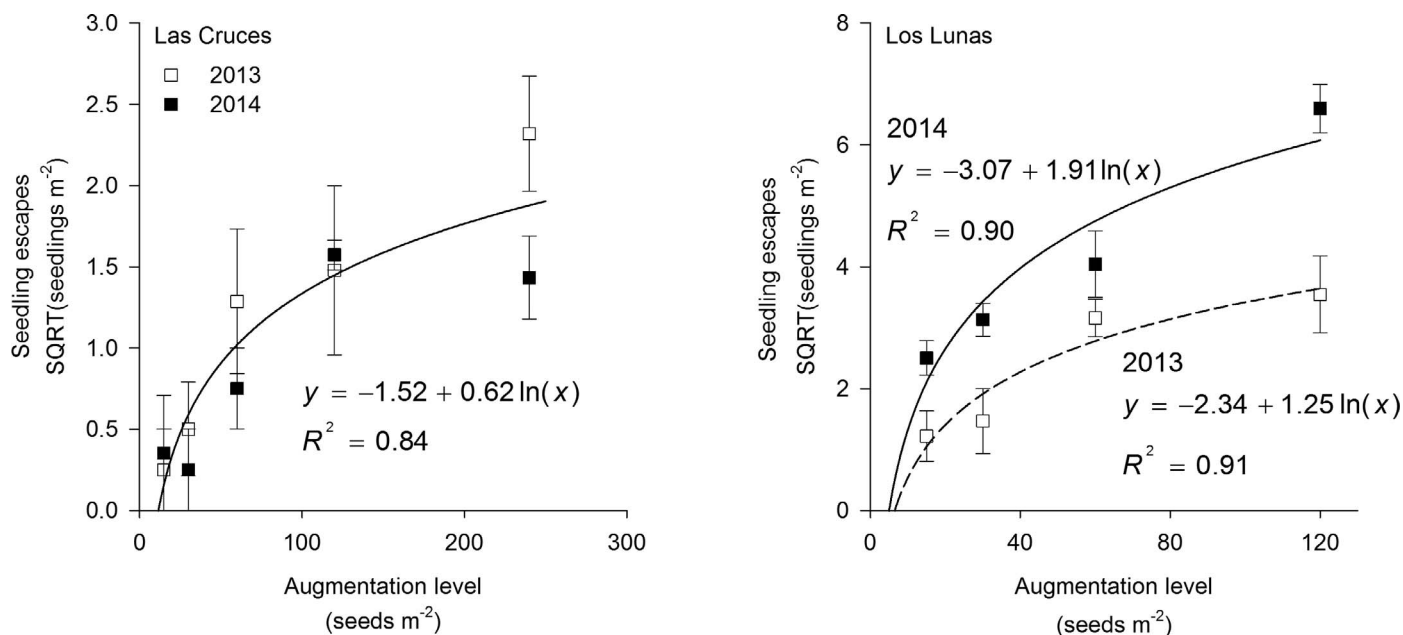 Las Cruces
2013
2014
3.0
2.5
2.0
1.5
1.0
0.5
0.0
0
100
200
300
Seedling escapes
SQRT(seedlings m⁻²)
y = −1.52 + 0.62 ln(x)
R² = 0.84
Augmentation level
(seeds m⁻²)
Los Lunas
8
6
4
2
0
0
40
80
120
Seedling escapes
SQRT(seedlings m⁻²)
2014
y = −3.07 + 1.91 ln(x)
R² = 0.90
2013
y = −2.34 + 1.25 ln(x)
R² = 0.91
Augmentation level
(seeds m⁻²)